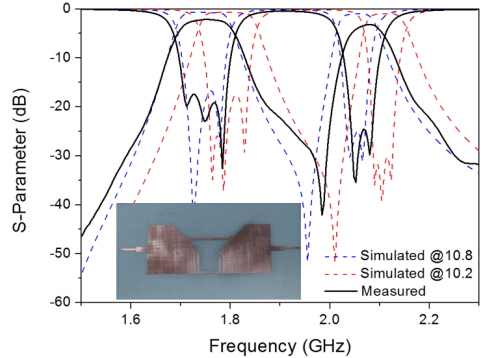 0
-10
-20
-30
-40
-50
-60
S-Parameter (dB)
Simulated @10.8
Simulated @10.2
Measured
1.6 1.8 2.0 2.2
Frequency (GHz)